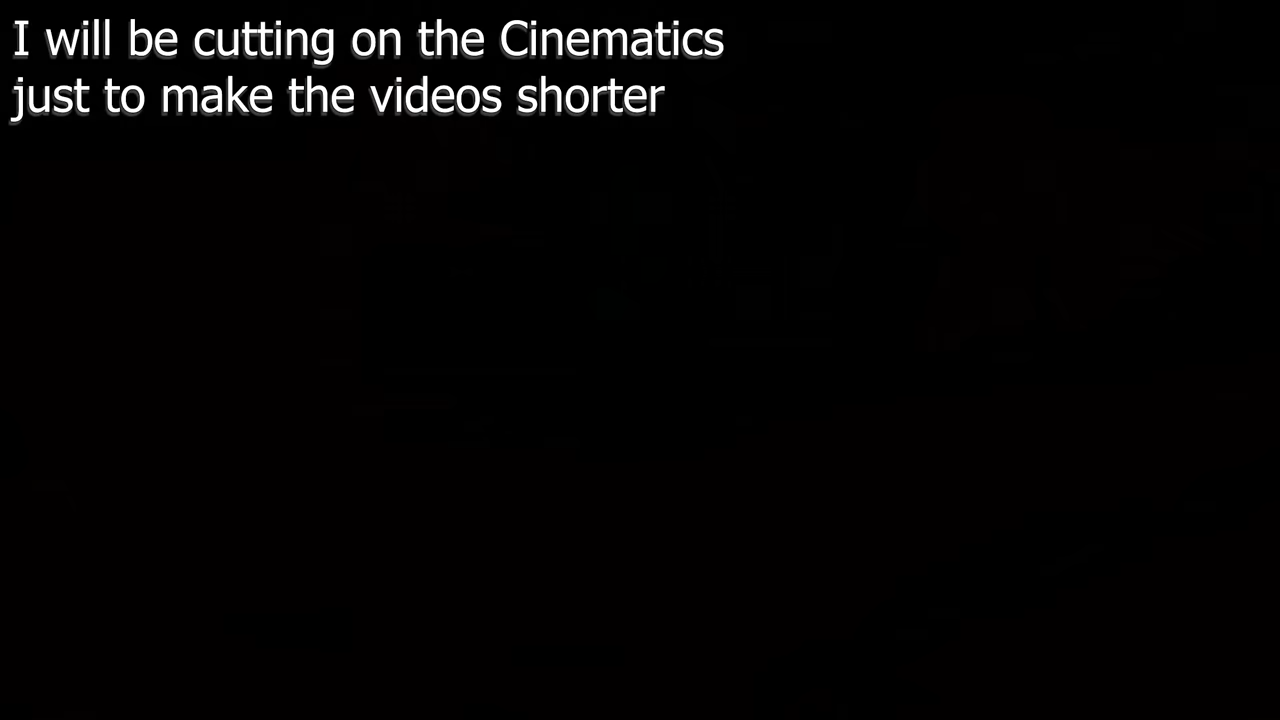 I will be cutting on the Cinematics
just to make the videos shorter